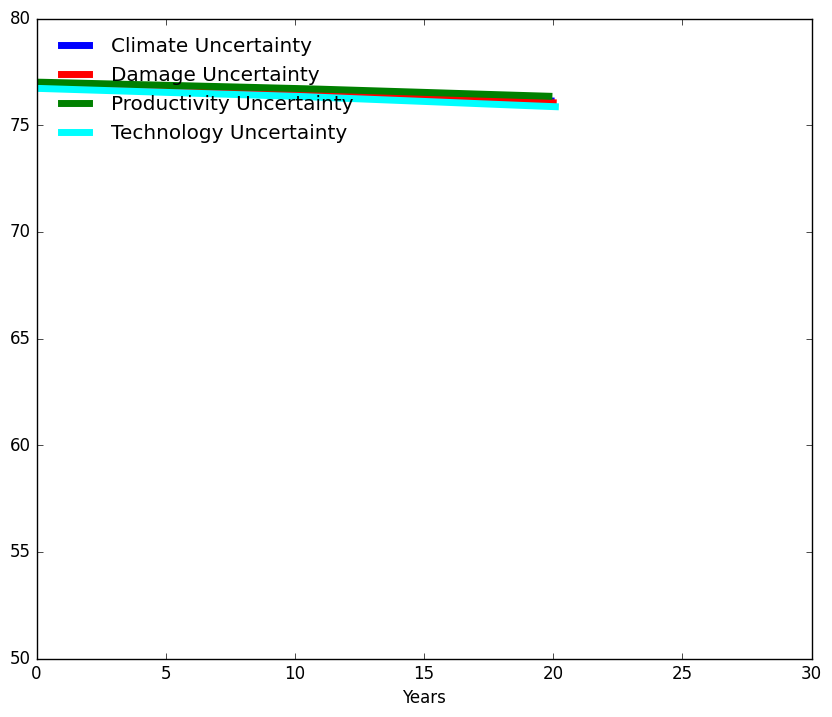 80
75
70
65
60
55
50
Climate Uncertainty
Damage Uncertainty
Productivity Uncertainty
Technology Uncertainty
0 5 10 15 20 25 30
Years